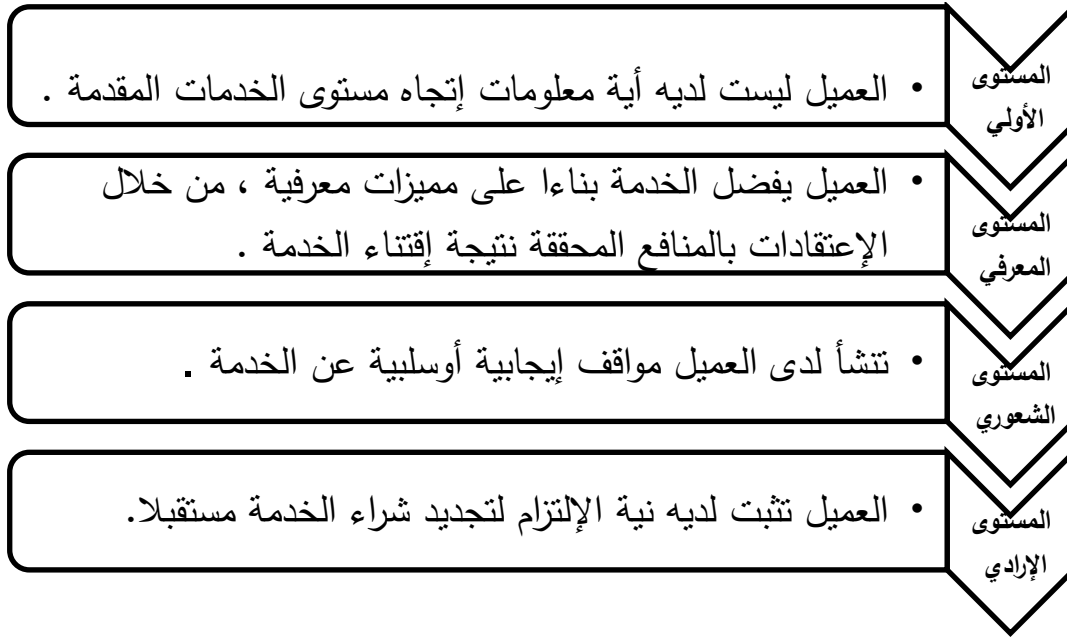 المستوى
الأولي
• العميل ليست لديه أية معلومات إتجاه مستوى الخدمات المقدمة .
المستوى
المعرفي
• العميل يفضل الخدمة بناءا على مميزات معرفية ، من خلال
الإعتقادات بالمنافع المحققة نتيجة إقتناء الخدمة .
المستوى
الشعوري
• تنشأ لدى العميل مواقف إيجابية أوسلبية عن الخدمة .
المستوى
الإرادي
• العميل تثبت لديه نية الإلتزام لتجديد شراء الخدمة مستقبلا.